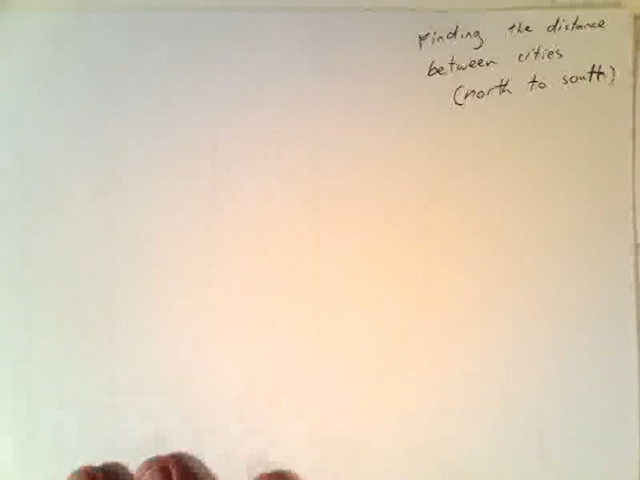 Finding the distance
between cities
(north to south)